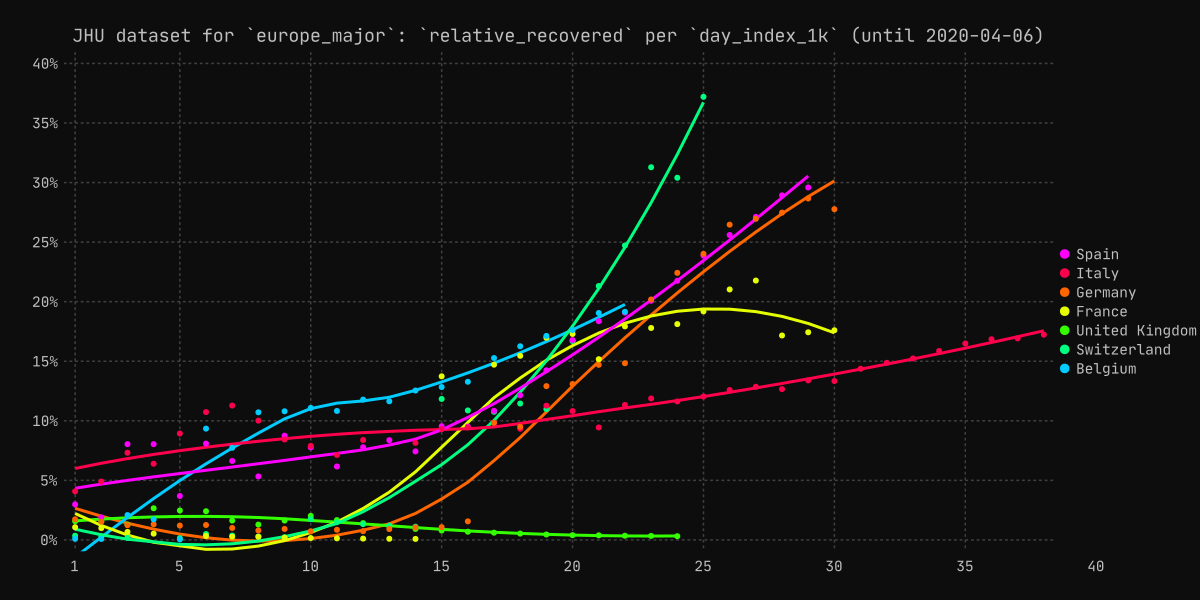 JHU dataset for `europe_major`: `relative_recovered` per `day_index_1k` (until 2020-04-06)
40%
35%
30%
25%
20%
15%
10%
5%
0%
1 5 10 15 20 25 30 35 40
Spain
Italy
Germany
France
United Kingdom
Switzerland
Belgium